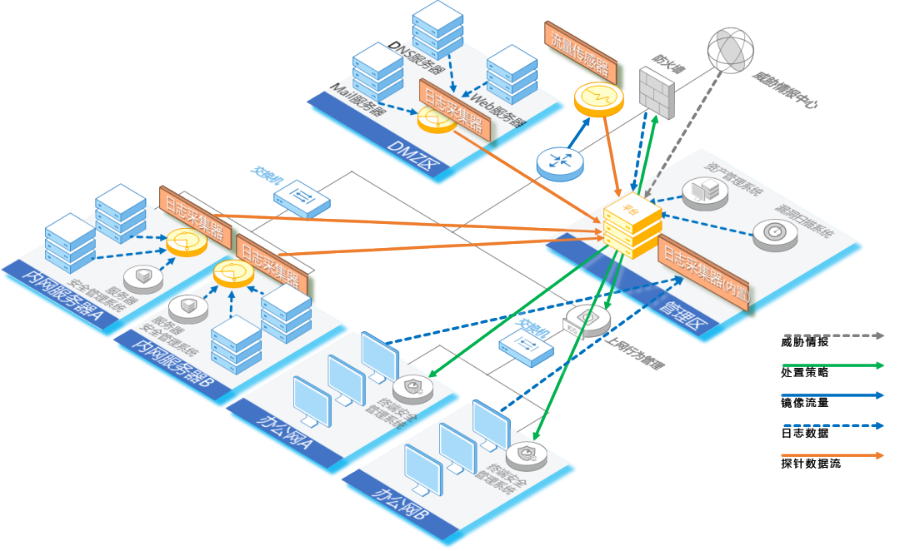 DNS服务器
Mail服务器
Web服务器
日志采集器
DMZ区
流量传感器
防火墙
威胁情报中心
交换机
资产管理系统
漏洞扫描系统
平台
日志采集器(内置)
管理区
日志采集器
日志采集器
服务器
安全管理系统
内网服务器A
服务器
安全管理系统
内网服务器B
交换机
上网行为管理
终端安全
管理系统
办公网A
终端安全
管理系统
办公网B
威胁情报
处置策略
镜像流量
日志数据
探针数据流